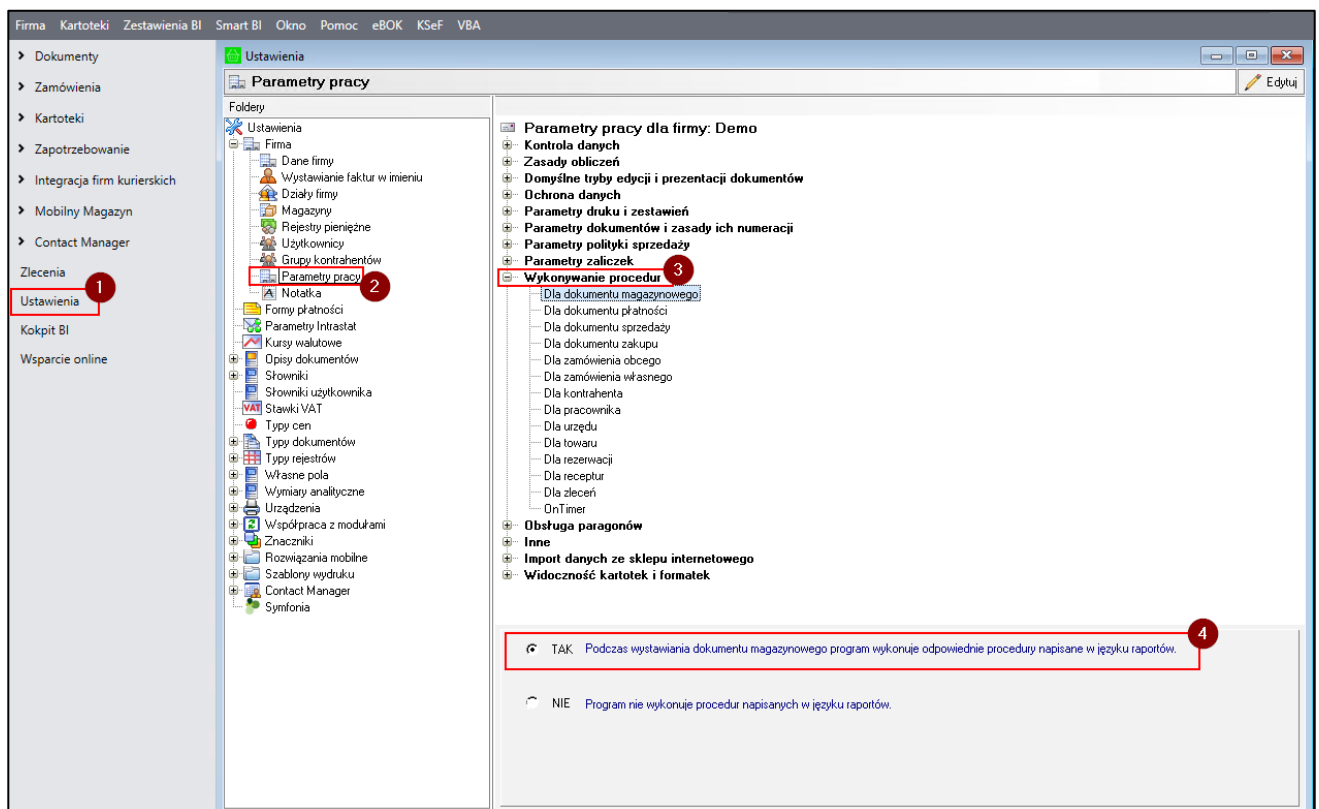 Firma Kartoteki Zestawienia BI Smart BI Okno Pomoc eBOK KSeF VBA
Dokumenty
Zamówienia
Kartoteki
Zapotrzebowanie
Integracja firm kurierskich
Mobilny Magazyn
Contact Manager
Zlecenia
1
Ustawienia
Kokpit BI
Wsparcie online
Ustawienia
Parametry pracy
Edytuj
Foldery
Ustawienia
Firma
Dane firmy
Wystawianie faktur w imieniu
Działy firmy
Magazyny
Rejestry pieniężne
Użytkownicy
Grupy kontrahentów
Parametry pracy
2
Notatka
Formy płatności
Parametry Intrastat
Kursy walutowe
Opisy dokumentów
Słowniki
Słowniki użytkownika
VAT Stawki VAT
Typy cen
Typy dokumentów
Typy rejestrów
Własne pola
Wymiary analityczne
Urządzenia
Współpraca z modułami
Znaczniki
Rozwiązania mobilne
Szablony wydruku
Contact Manager
Symfonia
Parametry pracy dla firmy: Demo
Kontrola danych
Zasady obliczeń
Domyślne tryby edycji i prezentacji dokumentów
Ochrona danych
Parametry druku i zestawień
Parametry dokumentów i zasady ich numeracji
Parametry polityki sprzedaży
Parametry zaliczek
3
Wykonywanie procedur
Dla dokumentu magazynowego
Dla dokumentu płatności
Dla dokumentu sprzedaży
Dla dokumentu zakupu
Dla zamówienia obcego
Dla zamówienia własnego
Dla kontrahenta
Dla pracownika
Dla urzędu
Dla towaru
Dla rezerwacji
Dla receptur
Dla zleceń
OnTimer
Obsługa paragonów
Inne
Import danych ze sklepu internetowego
Widoczność kartotek i formatek
4
TAK Podczas wystawiania dokumentu magazynowego program wykonuje odpowiednie procedury napisane w języku raportów.
NIE Program nie wykonuje procedur napisanych w języku raportów.